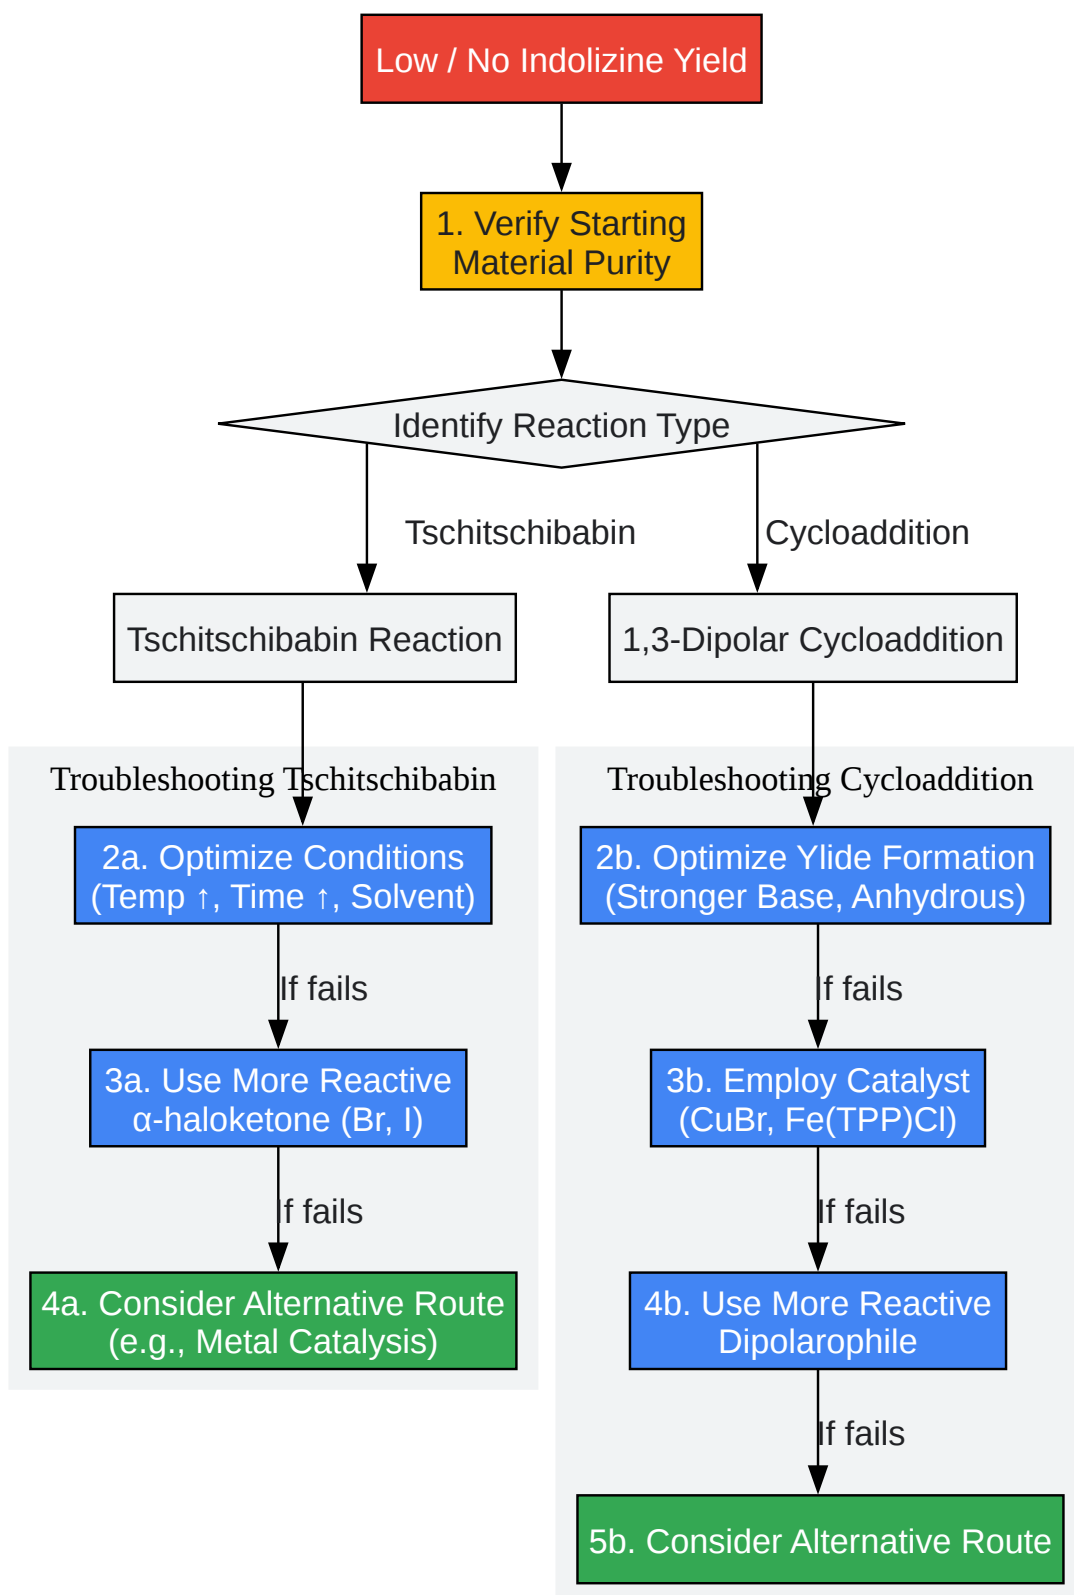 Low / No Indolizine Yield
1. Verify Starting
Material Purity
Identify Reaction Type
Tschitschibabin
Cycloaddition
Tschitschibabin Reaction
1,3-Dipolar Cycloaddition
Troubleshooting Tschitschibabin
2a. Optimize Conditions
(Temp ↑, Time ↑, Solvent)
If fails
3a. Use More Reactive
α-haloketone (Br, I)
If fails
4a. Consider Alternative Route
(e.g., Metal Catalysis)
Troubleshooting Cycloaddition
2b. Optimize Ylide Formation
(Stronger Base, Anhydrous)
If fails
3b. Employ Catalyst
(CuBr, Fe(TPP)Cl)
If fails
4b. Use More Reactive
Dipolarophile
If fails
5b. Consider Alternative Route